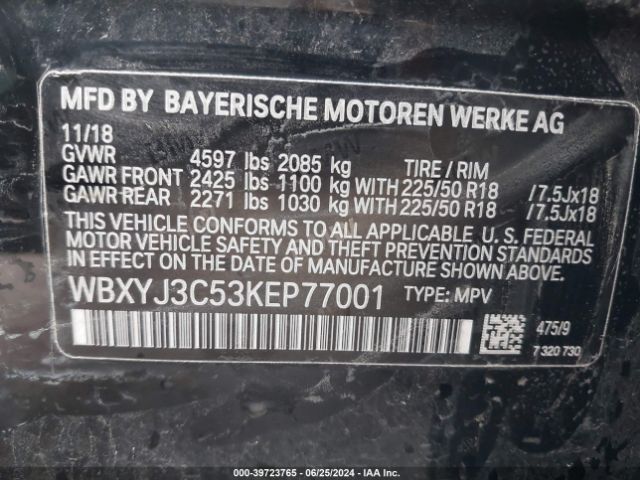 MFD BY BAYERISCHE MOTOREN WERKE AG
11/18
GVWR 4597 lbs 2085 kg TIRE / RIM
GAWR FRONT 2425 lbs 1100 kg WITH 225/50 R18 /7.5Jx18
GAWR REAR 2271 lbs 1030 kg WITH 225/50 R18 /7.5Jx18
THIS VEHICLE CONFORMS TO ALL APPLICABLE U. S. FEDERAL
MOTOR VEHICLE SAFETY AND THEFT PREVENTION STANDARDS
IN EFFECT ON THE DATE OF MANUFACTURE SHOWN ABOVE.
WBXYJ3C53KEP77001 TYPE: MPV
475/9
7 320 730
000-39723765 - 06/25/2024 - IAA Inc.